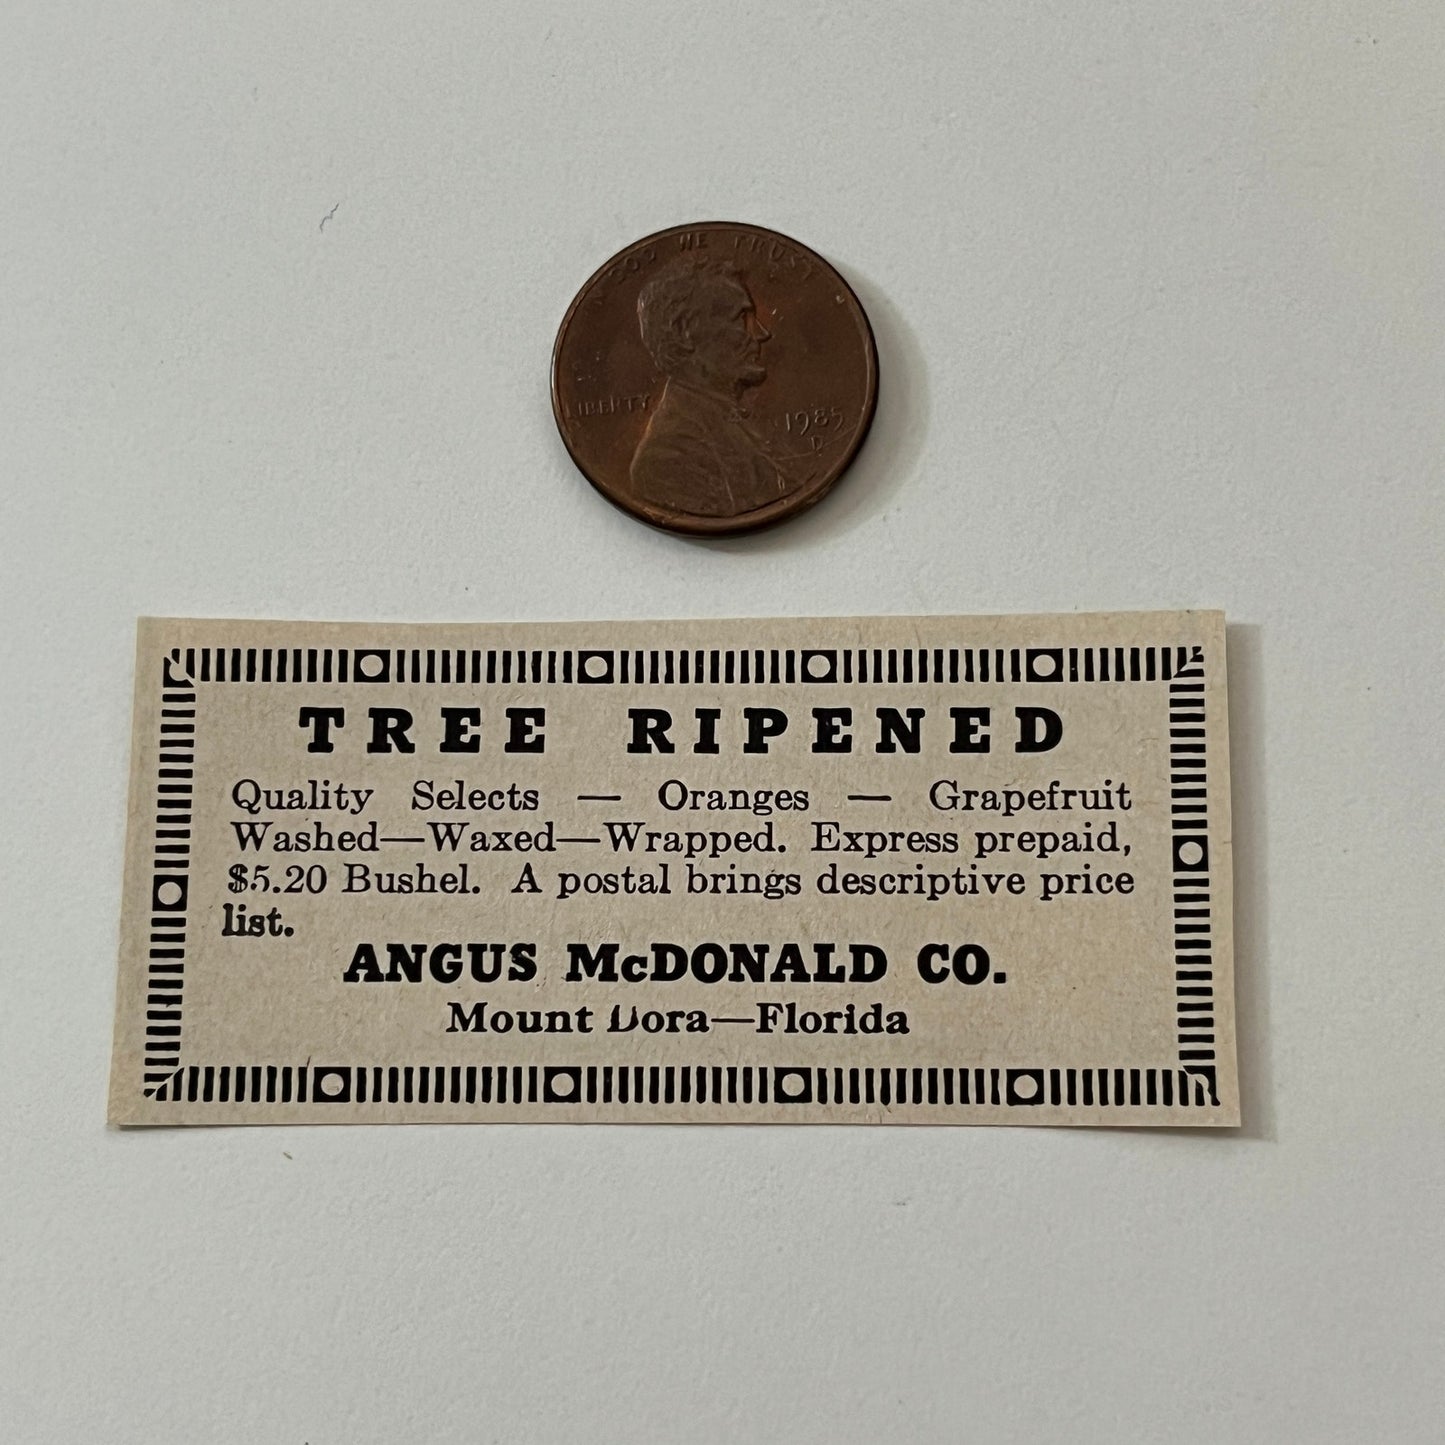 IN GOD WE TRUST
LIBERTY
1985
D
TREE RIPENED
Quality Selects — Oranges — Grapefruit
Washed—Waxed—Wrapped. Express prepaid,
$5.20 Bushel. A postal brings descriptive price
list.
ANGUS McDONALD CO.
Mount Dora—Florida